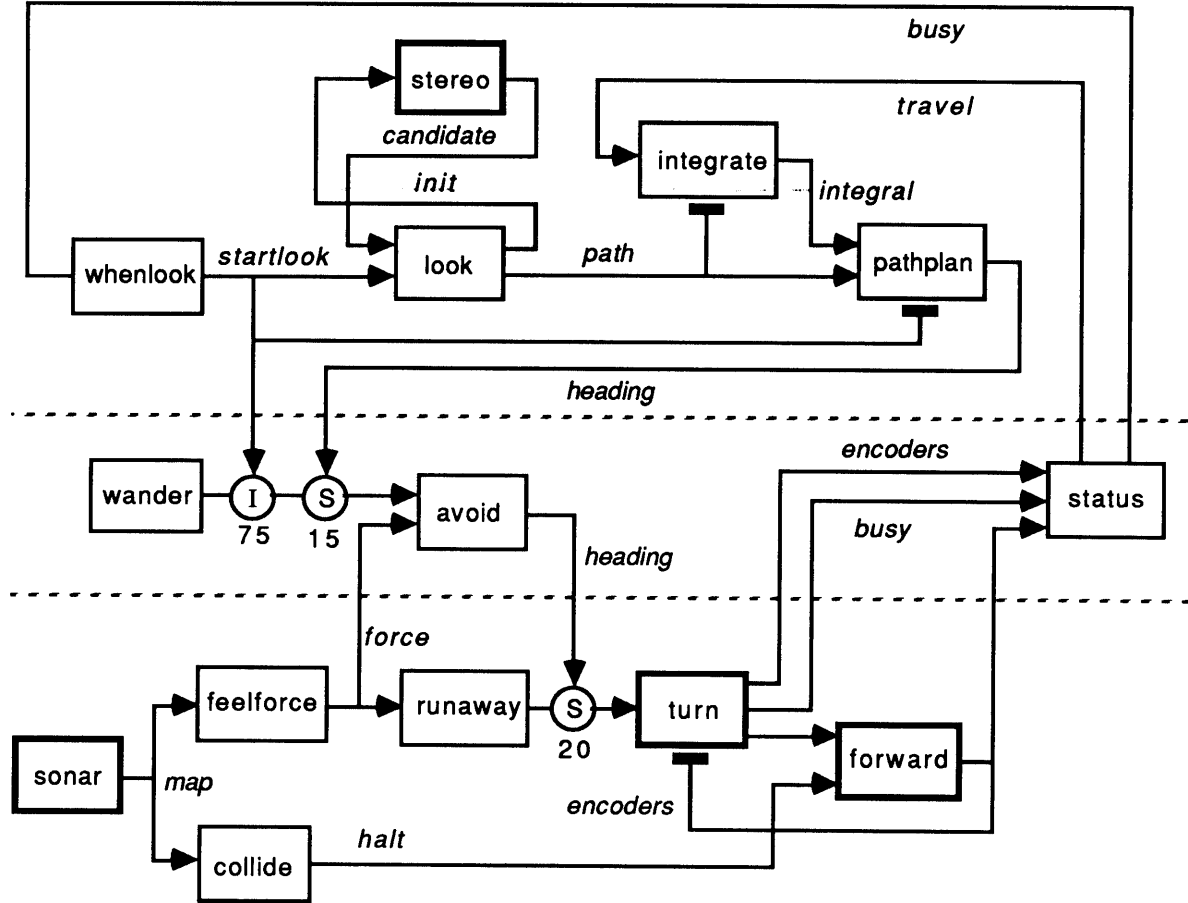 busy
stereo
travel
candidate
integrate
init
integral
startlook
look
path
pathplan
whenlook
heading
encoders
wander
I
S
avoid
status
75
15
busy
heading
force
feelforce
runaway
S
turn
20
forward
sonar
map
encoders
halt
collide